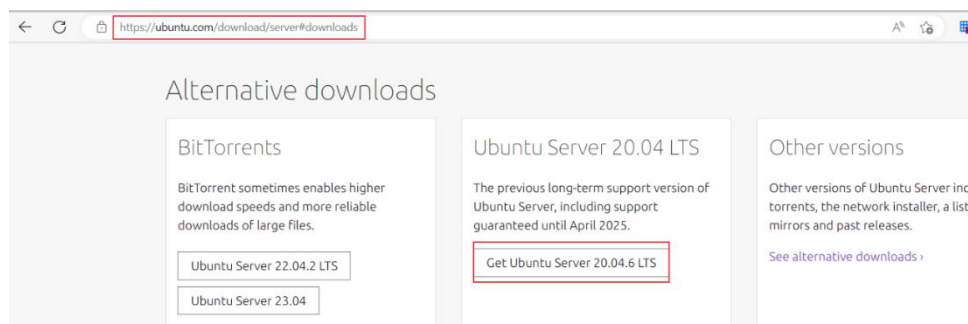 https://ubuntu.com/download/server#downloads
Alternative downloads
BitTorrents
BitTorrent sometimes enables higher
download speeds and more reliable
downloads of large files.
Ubuntu Server 22.04.2 LTS
Ubuntu Server 23.04
Ubuntu Server 20.04 LTS
The previous long-term support version of
Ubuntu Server, including support
guaranteed until April 2025.
Get Ubuntu Server 20.04.6 LTS
Other versions
Other versions of Ubuntu Server
torrents, the network installer, a list
mirrors and past releases.
See alternative downloads ›